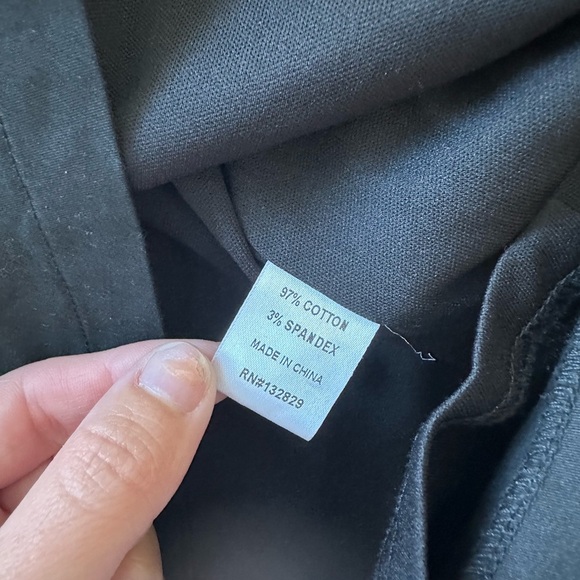 97% COTTON
3% SPANDEX
MADE IN CHINA
RN#132829